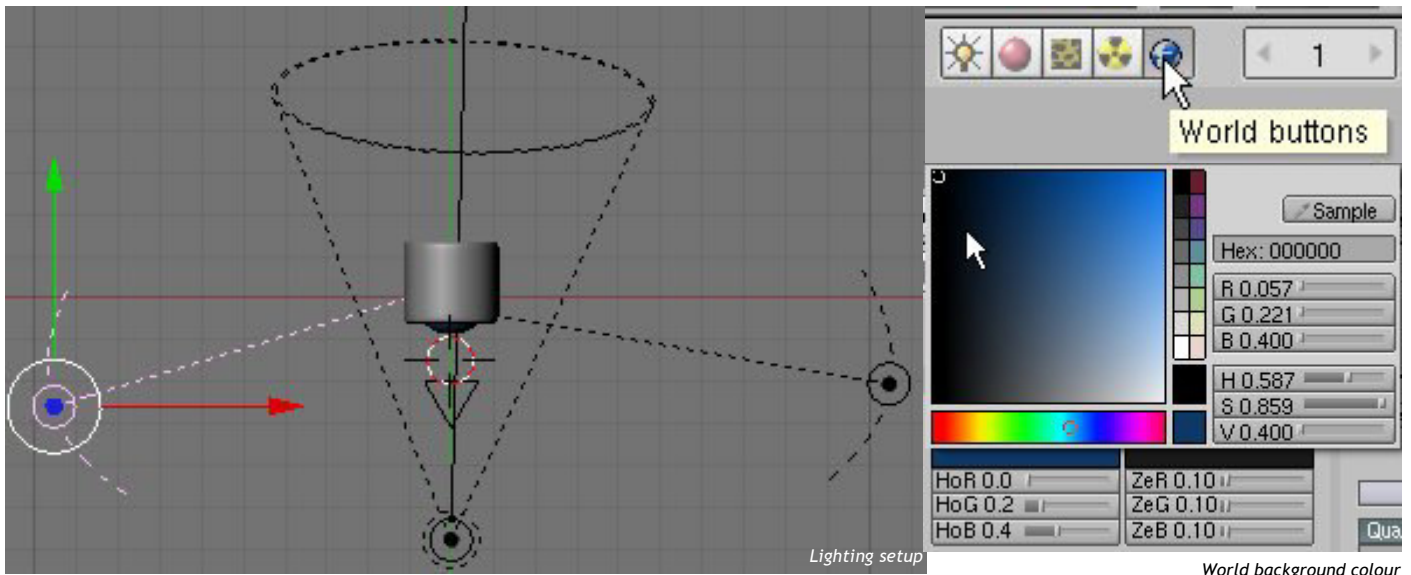 1
World buttons
Sample
Hex: 000000
R 0.057
G 0.221
B 0.400
H 0.587
S 0.859
V 0.400
HoR 0.0
ZeR 0.10
HoG 0.2
ZeG 0.10
HoB 0.4
ZeB 0.10
Qua
Lighting setup
World background colour